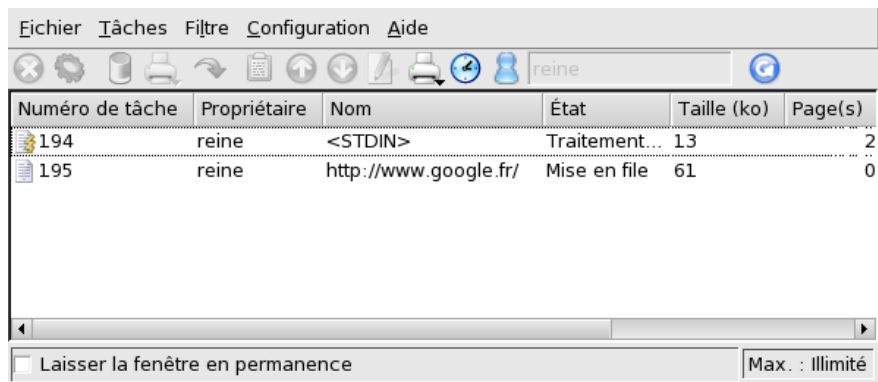 Fichier Tâches Filtre Configuration Aide
reine
Numéro de tâche Propriétaire Nom État Taille (ko) Page(s)
194 reine <STDIN> Traitement... 13 2
195 reine http://www.google.fr/ Mise en file 61 0
Laisser la fenêtre en permanence Max. : Illimité